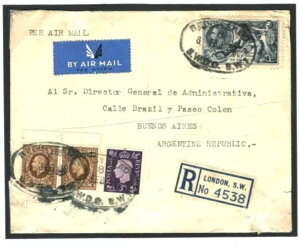 PER AIR MAIL
BY AIR MAIL
Al Sr. Director General de Administrativa,
Calle Brazil y Paseo Colon
BUENOS AIRES
ARGENTINE REPUBLIC.-
R
LONDON, S.W.
No 4538